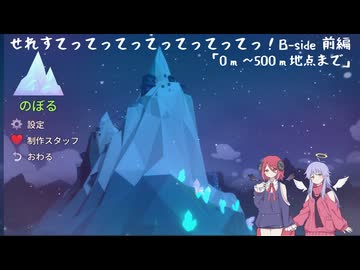 せれすてってってってってってってっ！B-side 前編
「０ｍ～500ｍ地点まで」
のぼる
設定
制作スタッフ
おわる